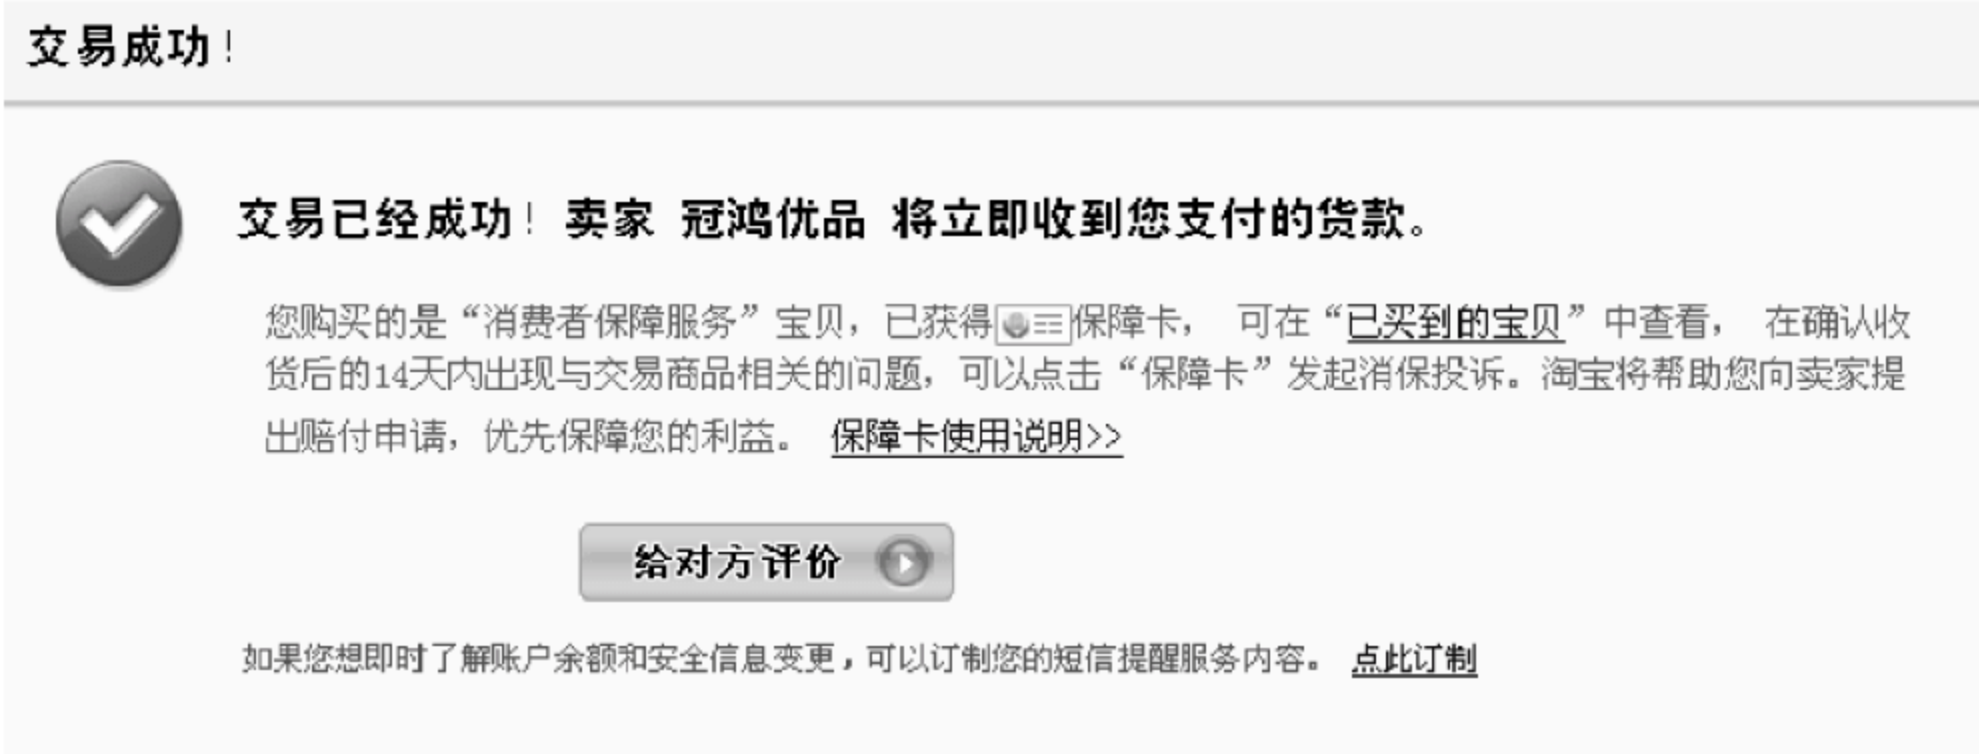 交易成功！
交易已经成功！卖家 冠鸿优品 将立即收到您支付的货款。
您购买的是“消费者保障服务”宝贝，已获得保障卡， 可在“已买到的宝贝”中查看， 在确认收
货后的14天内出现与交易商品相关的问题，可以点击“保障卡”发起消保投诉。淘宝将帮助您向卖家提
出赔付申请，优先保障您的利益。 保障卡使用说明>>
给对方评价
如果您想即时了解账户余额和安全信息变更，可以订制您的短信提醒服务内容。 点此订制